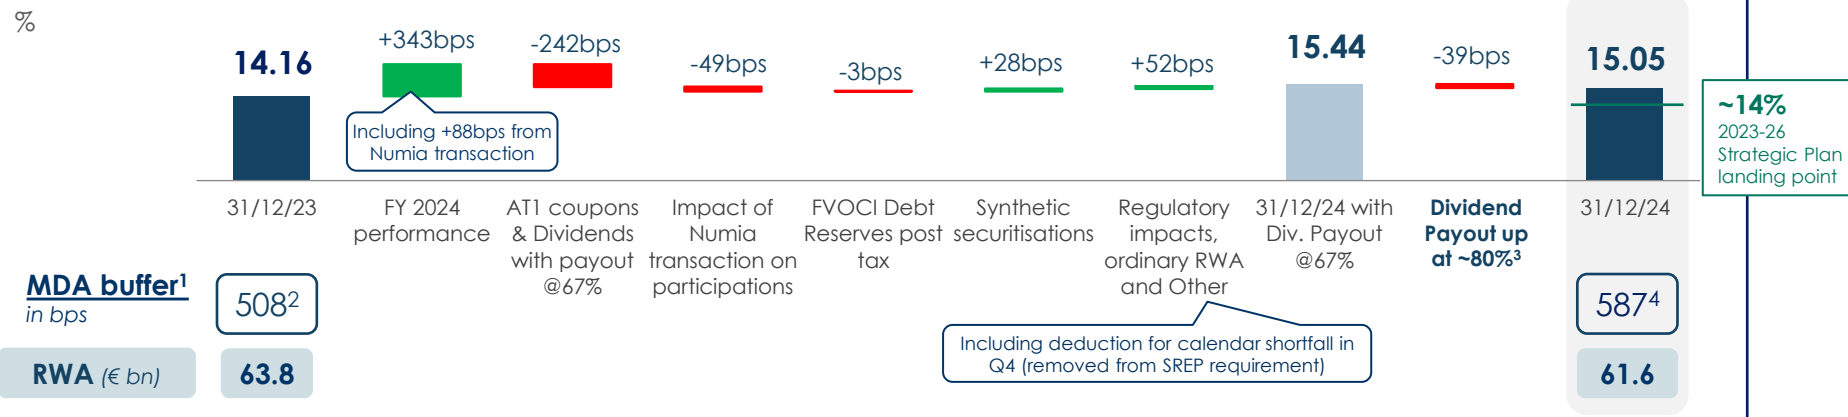 %
14.16
+343bps
-242bps
-49bps
-3bps
+28bps
+52bps
15.44
-39bps
15.05
Including +88bps from
Numia transaction
~14%
2023-26
Strategic Plan
landing point
31/12/23
FY 2024
performance
AT1 coupons
& Dividends
with payout
@67%
Impact of
Numia
transaction on
participations
FVOCI Debt
Reserves post
tax
Synthetic
securitisations
Regulatory
impacts,
ordinary RWA
and Other
31/12/24 with
Div. Payout
@67%
Dividend
Payout up
at ~80%³
31/12/24
Including deduction for calendar shortfall in
Q4 (removed from SREP requirement)
MDA buffer¹
in bps
508²
587⁴
RWA (€ bn)
63.8
61.6